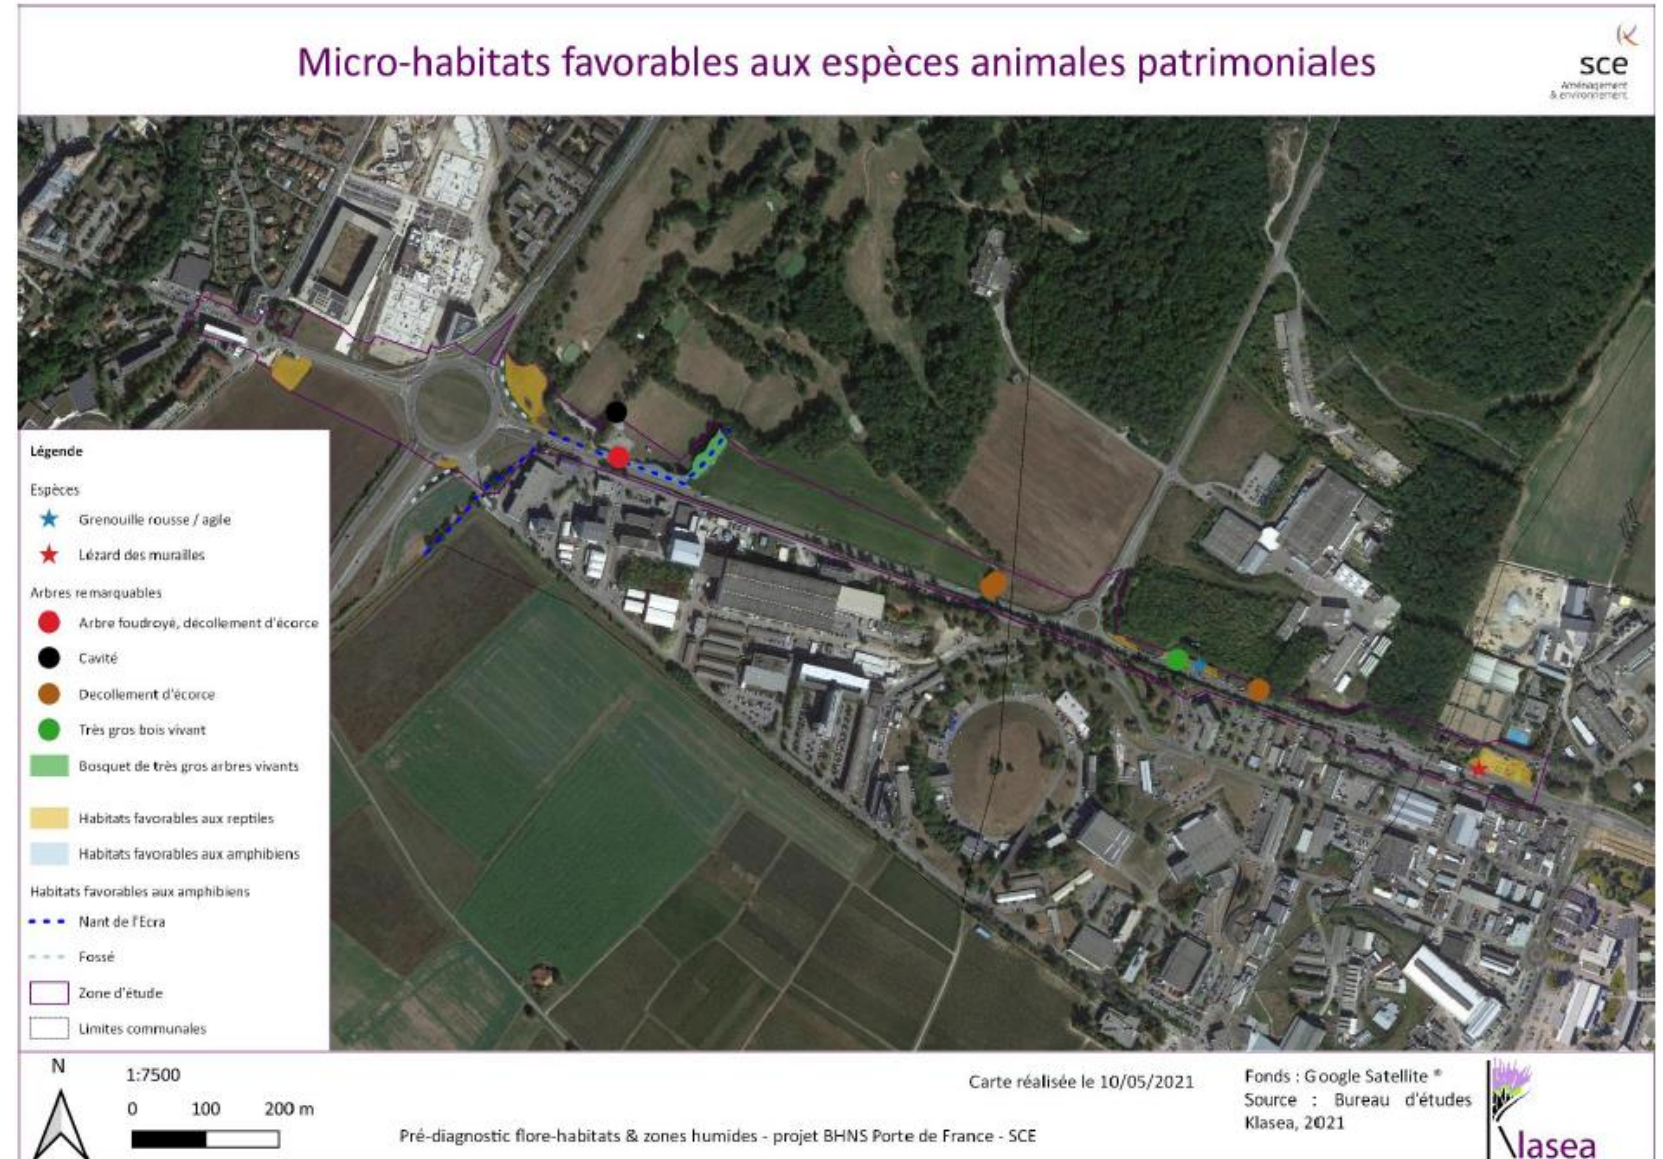 Micro-habitats favorables aux espèces animales patrimoniales
sce
Aménagement
& environnement
Légende
Espèces
Grenouille rousse / agile
Lézard des murailles
Arbres remarquables
Arbre foudroyé, décollement d'écorce
Cavité
Decollement d'écorce
Très gros bois vivant
Bosquet de très gros arbres vivants
Habitats favorables aux reptiles
Habitats favorables aux amphibiens
Habitats favorables aux amphibiens
Nant de l'Ecra
Fossé
Zone d'étude
Limites communales
N
1:7500
0 100 200 m
Carte réalisée le 10/05/2021
Pré-diagnostic flore-habitats & zones humides - projet BHNS Porte de France - SCE
Fonds : Google Satellite ®
Source : Bureau d'études
Klasea, 2021
Klasea